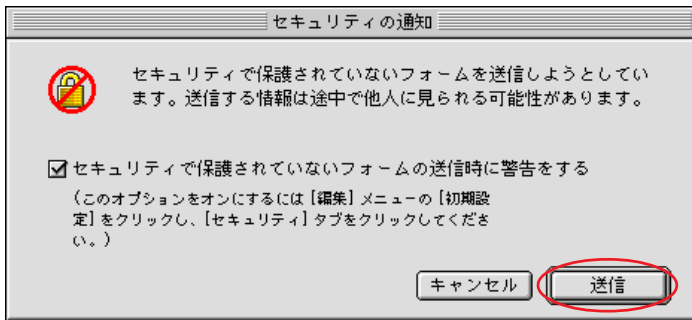 セキュリティの通知
セキュリティで保護されていないフォームを送信しようとしてい
ます。送信する情報は途中で他人に見られる可能性があります。
セキュリティで保護されていないフォームの送信時に警告をする
(このオプションをオンにするには [編集] メニューの [初期設
定] をクリックし、[セキュリティ] タブをクリックしてくださ
い。)
キャンセル 送信